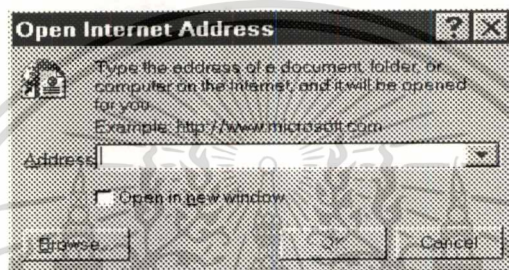 Open Internet Address
Type the address of a document, folder, or
computer on the Internet, and it will be opened
for you.
Example: http://www.microsoft.com
Address
Open in new window
Browse...
Cancel